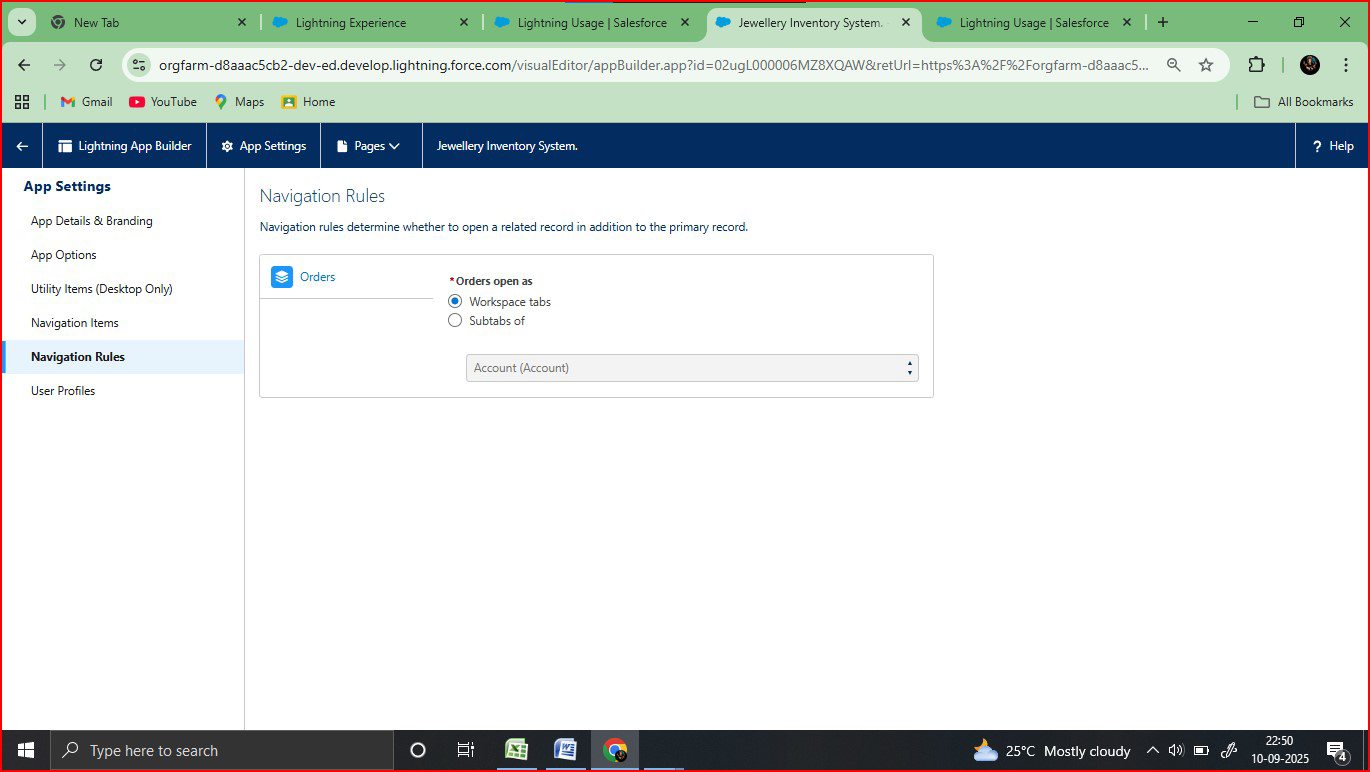 New Tab
Lightning Experience
Lightning Usage | Salesforce
Jewellery Inventory System.
Lightning Usage | Salesforce
orgfarm-d8aaac5cb2-dev-ed.develop.lightning.force.com/visualEditor/appBuilder.app?id=02ugL000006MZ8XQAW&retUrl=https%3A%2F%2Forgfarm-d8aaac5...
Gmail
YouTube
Maps
Home
All Bookmarks
Lightning App Builder
App Settings
Pages
Jewellery Inventory System.
? Help
App Settings
App Details & Branding
App Options
Utility Items (Desktop Only)
Navigation Items
Navigation Rules
User Profiles
Navigation Rules
Navigation rules determine whether to open a related record in addition to the primary record.
Orders
*Orders open as
Workspace tabs
Subtabs of
Account (Account)
Type here to search
25°C Mostly cloudy
22:50
10-09-2025
4